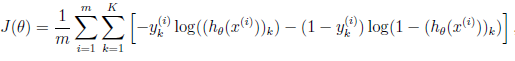 J(θ) = \frac{1}{m} \sum_{i=1}^{m} \sum_{k=1}^{K} \left[ -y_k^{(i)} \log((h_θ(x^{(i)}))_k) - (1 - y_k^{(i)}) \log(1 - (h_θ(x^{(i)}))_k) \right].